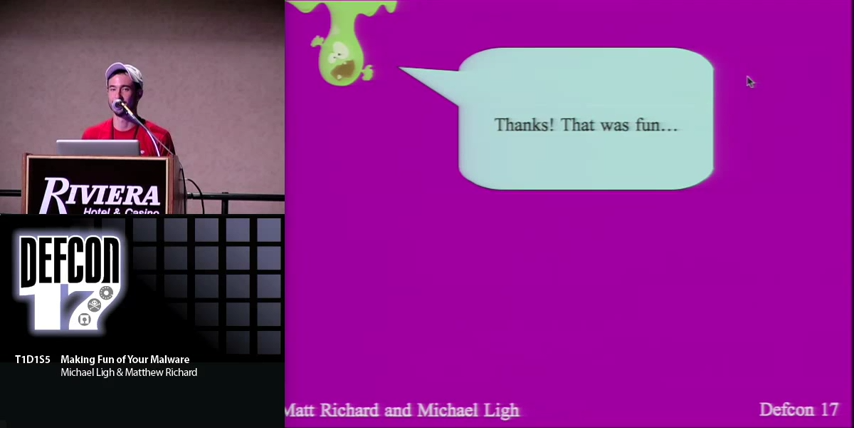 Thanks! That was fun...
RIVIERA
Hotel & Casino
DEFCON
17
T1D1S5 Making Fun of Your Malware
Michael Ligh & Matthew Richard
Matt Richard and Michael Ligh
Defcon 17